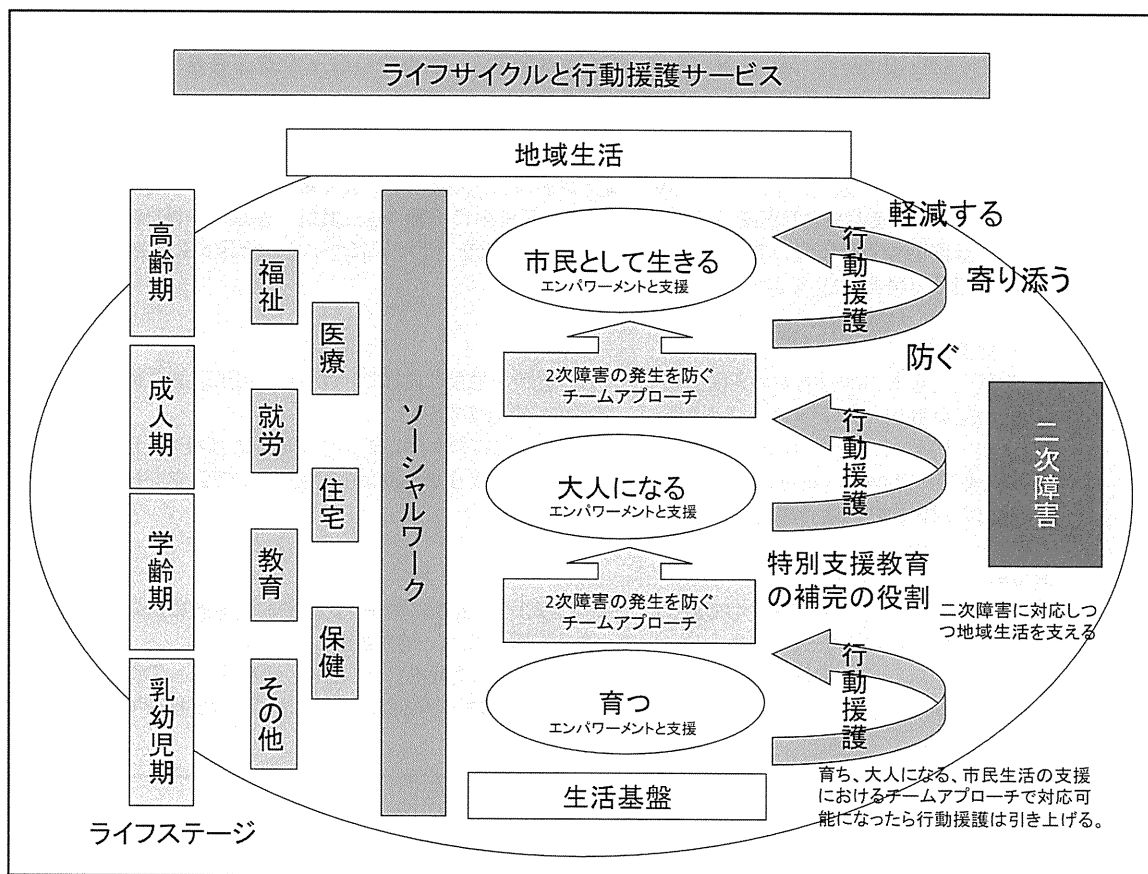 ライフサイクルと行動援護サービス
地域生活
高齢期
成人期
学齢期
乳幼児期
ライフステージ
福祉
医療
就労
住宅
教育
保健
その他
ソーシャルワーク
市民として生きる
エンパワーメントと支援
2次障害の発生を防ぐ
チームアプローチ
大人になる
エンパワーメントと支援
2次障害の発生を防ぐ
チームアプローチ
育つ
エンパワーメントと支援
生活基盤
行動援護
軽減する
寄り添う
防ぐ
行動援護
特別支援教育
の補完の役割
行動援護
二次障害
二次障害に対応しつ
つ地域生活を支える
育ち、大人になる、市民生活の支援
におけるチームアプローチで対応可
能になったら行動援護は引き上げる。